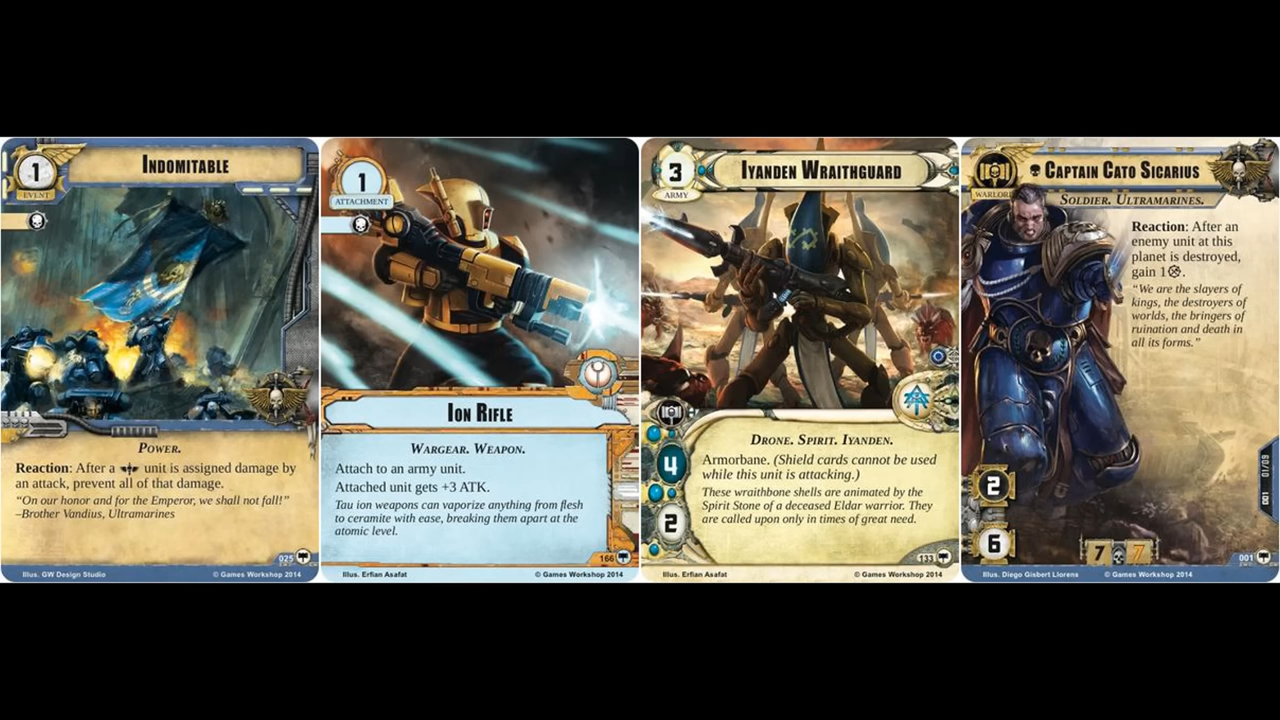 1
EVENT
INDOMITABLE
POWER.
Reaction: After a unit is assigned damage by
an attack, prevent all of that damage.
“On our honor and for the Emperor, we shall not fall!”
–Brother Vandius, Ultramarines
025
Illus. GW Design Studio © Games Workshop 2014
1
ATTACHMENT
ION RIFLE
WARGEAR. WEAPON.
Attach to an army unit.
Attached unit gets +3 ATK.
Tau ion weapons can vaporize anything from flesh
to ceramite with ease, breaking them apart at the
atomic level.
166
Illus. Erfian Asafat © Games Workshop 2014
3
ARMY
IYANDEN WRAITHGUARD
DRONE. SPIRIT. IYANDEN.
4
Armorbane. (Shield cards cannot be used
while this unit is attacking.)
These wraithbone shells are animated by the
Spirit Stone of a deceased Eldar warrior. They
are called upon only in times of great need.
2
133
Illus. Erfian Asafat © Games Workshop 2014
WARLORD
CAPTAIN CATO SICARIUS
SOLDIER. ULTRAMARINES.
Reaction: After an
enemy unit at this
planet is destroyed,
gain 1.
“We are the slayers of
kings, the destroyers of
worlds, the bringers of
ruination and death in
all its forms.”
001 01/09
2
6
7 7
001
Illus. Diego Gisbert Llorens © Games Workshop 2014